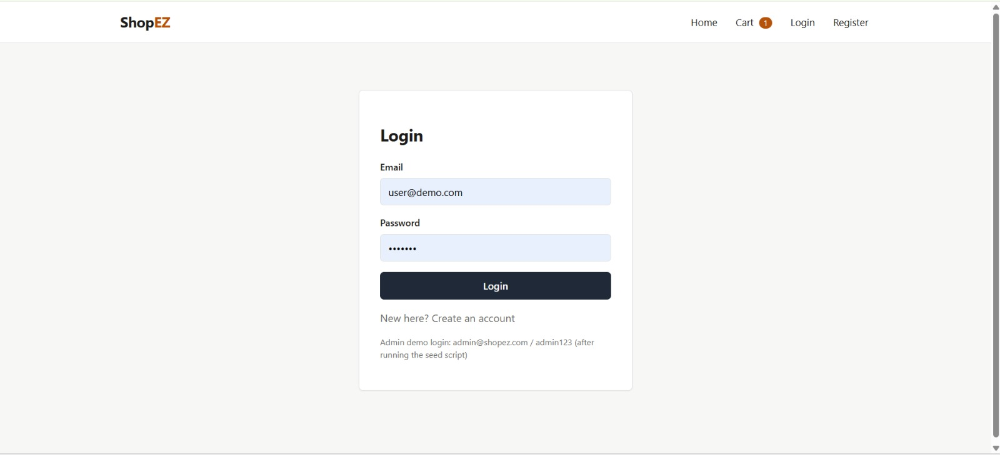 ShopEZ
Home Cart 1 Login Register
Login
Email
user@demo.com
Password
•••••••
Login
New here? Create an account
Admin demo login: admin@shopez.com / admin123 (after
running the seed script)